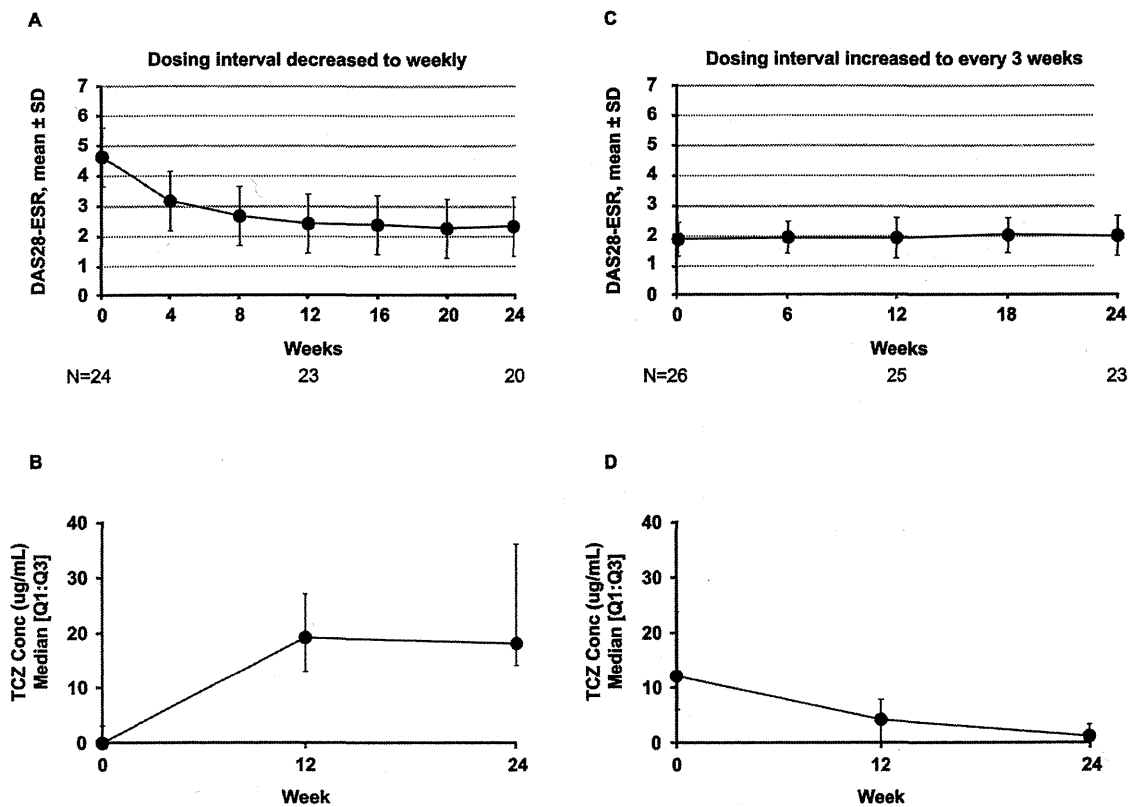 A
Dosing interval decreased to weekly
DAS28-ESR, mean ± SD
7
6
5
4
3
2
1
0
0 4 8 12 16 20 24
Weeks
N=24 23 20
C
Dosing interval increased to every 3 weeks
DAS28-ESR, mean ± SD
7
6
5
4
3
2
1
0
0 6 12 18 24
Weeks
N=26 25 23
B
TCZ Conc (ug/mL)
Median [Q1:Q3]
40
30
20
10
0
0 12 24
Week
D
TCZ Conc (ug/mL)
Median [Q1:Q3]
40
30
20
10
0
0 12 24
Week